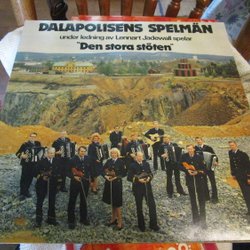 DALAPOLISENS SPELMÄN
under ledning av Lennart Jadewall spelar
"Den stora stöten"